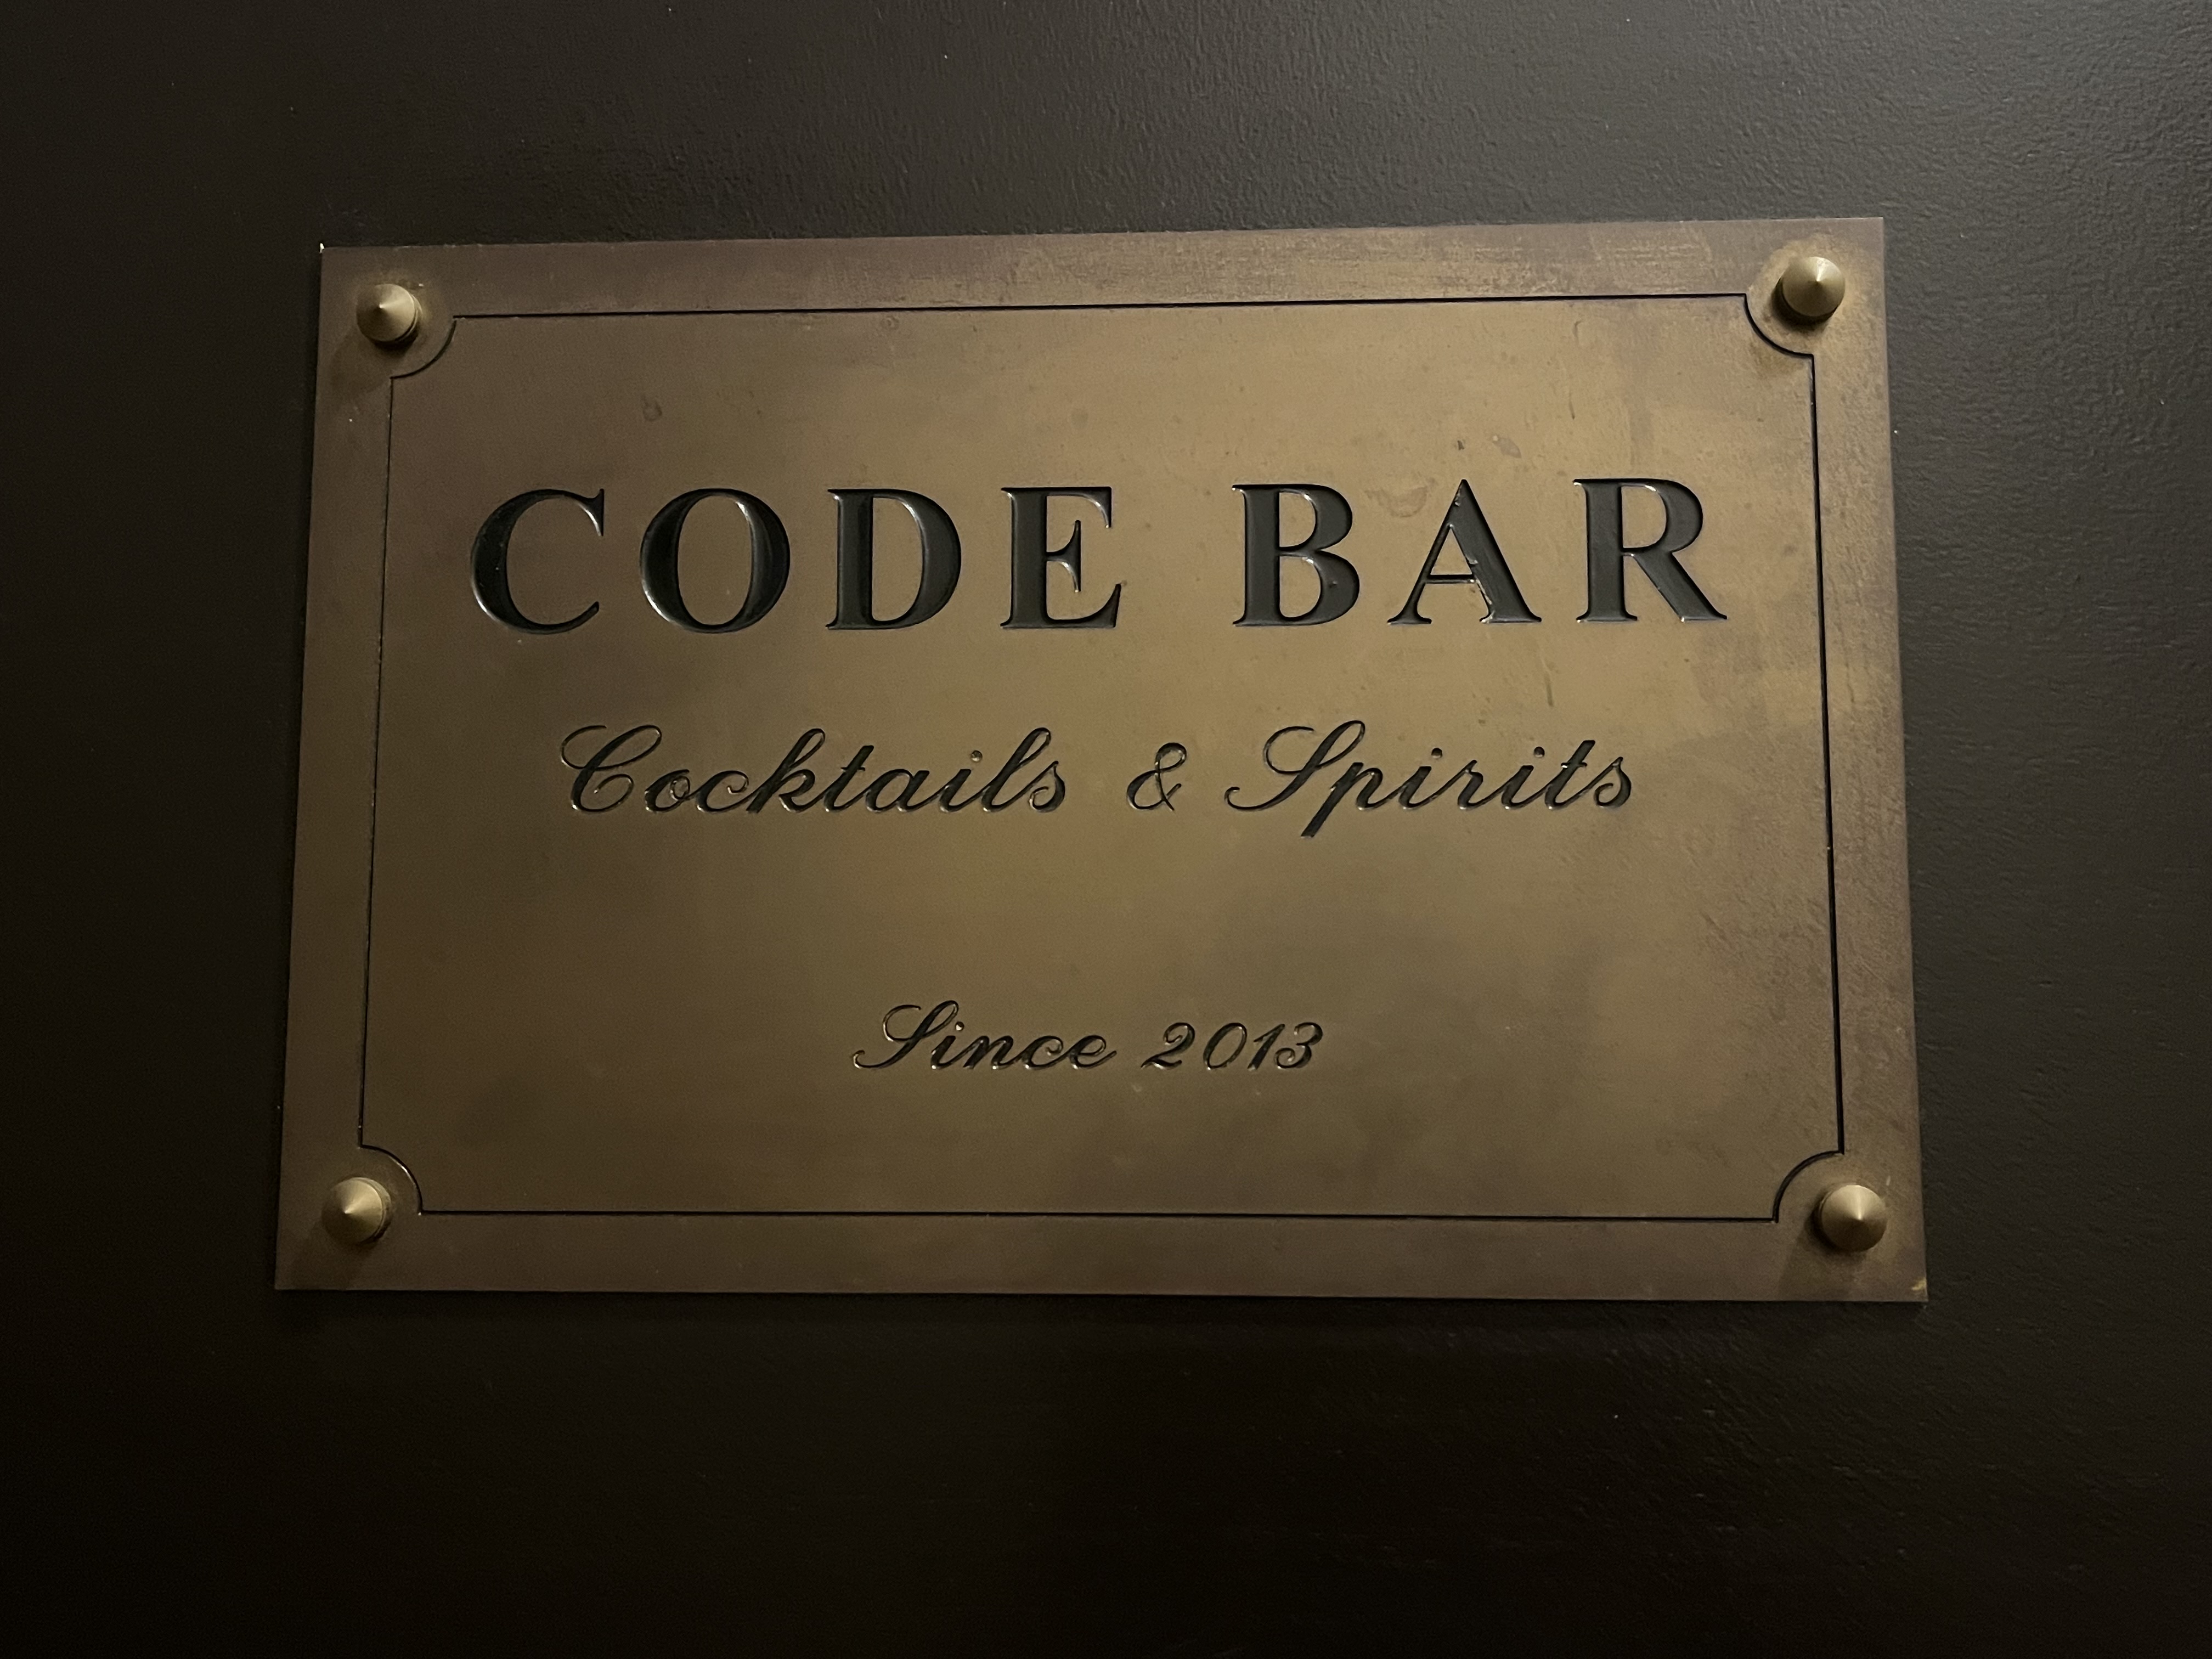 CODE BAR
Cocktails & Spirits
Since 2013